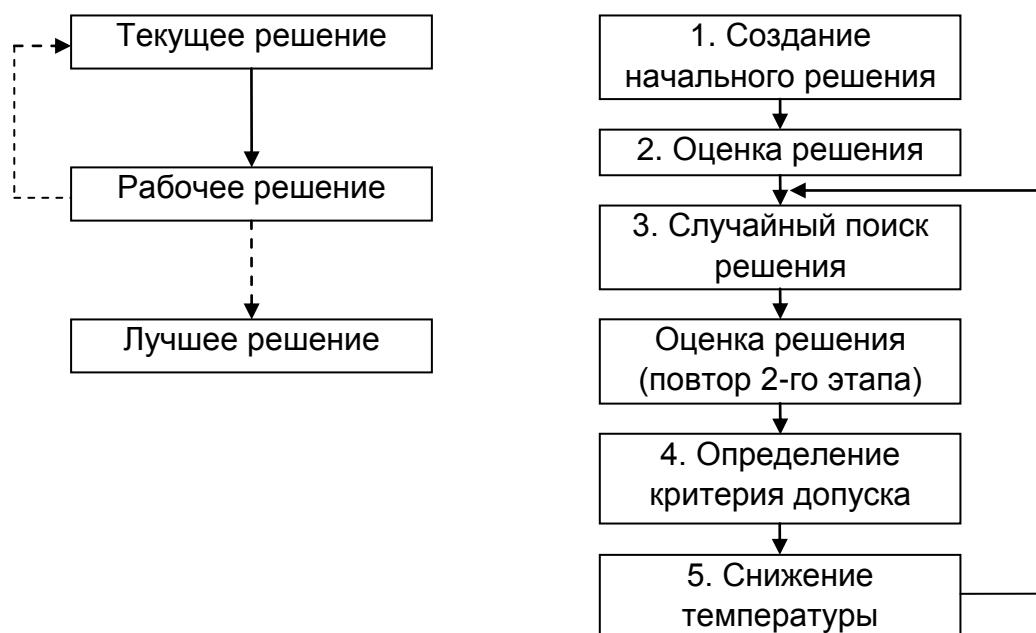 Текущее решение
Рабочее решение
Лучшее решение
1. Создание
начального решения
2. Оценка решения
3. Случайный поиск
решения
Оценка решения
(повтор 2-го этапа)
4. Определение
критерия допуска
5. Снижение
температуры